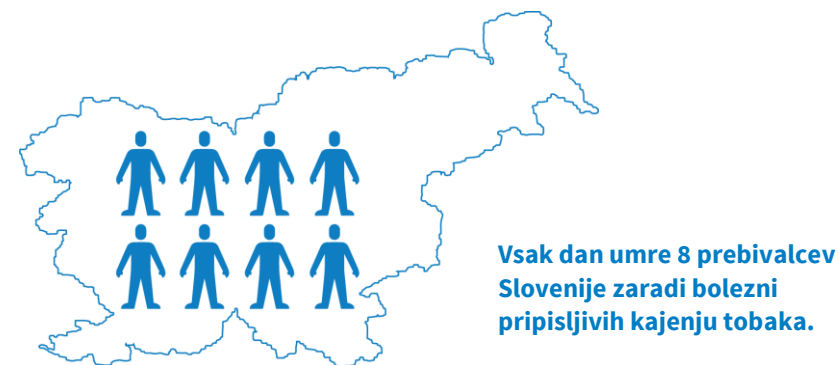 Vsak dan umre 8 prebivalcev
Slovenije zaradi bolezni
pripisljivih kajenju tobaka.